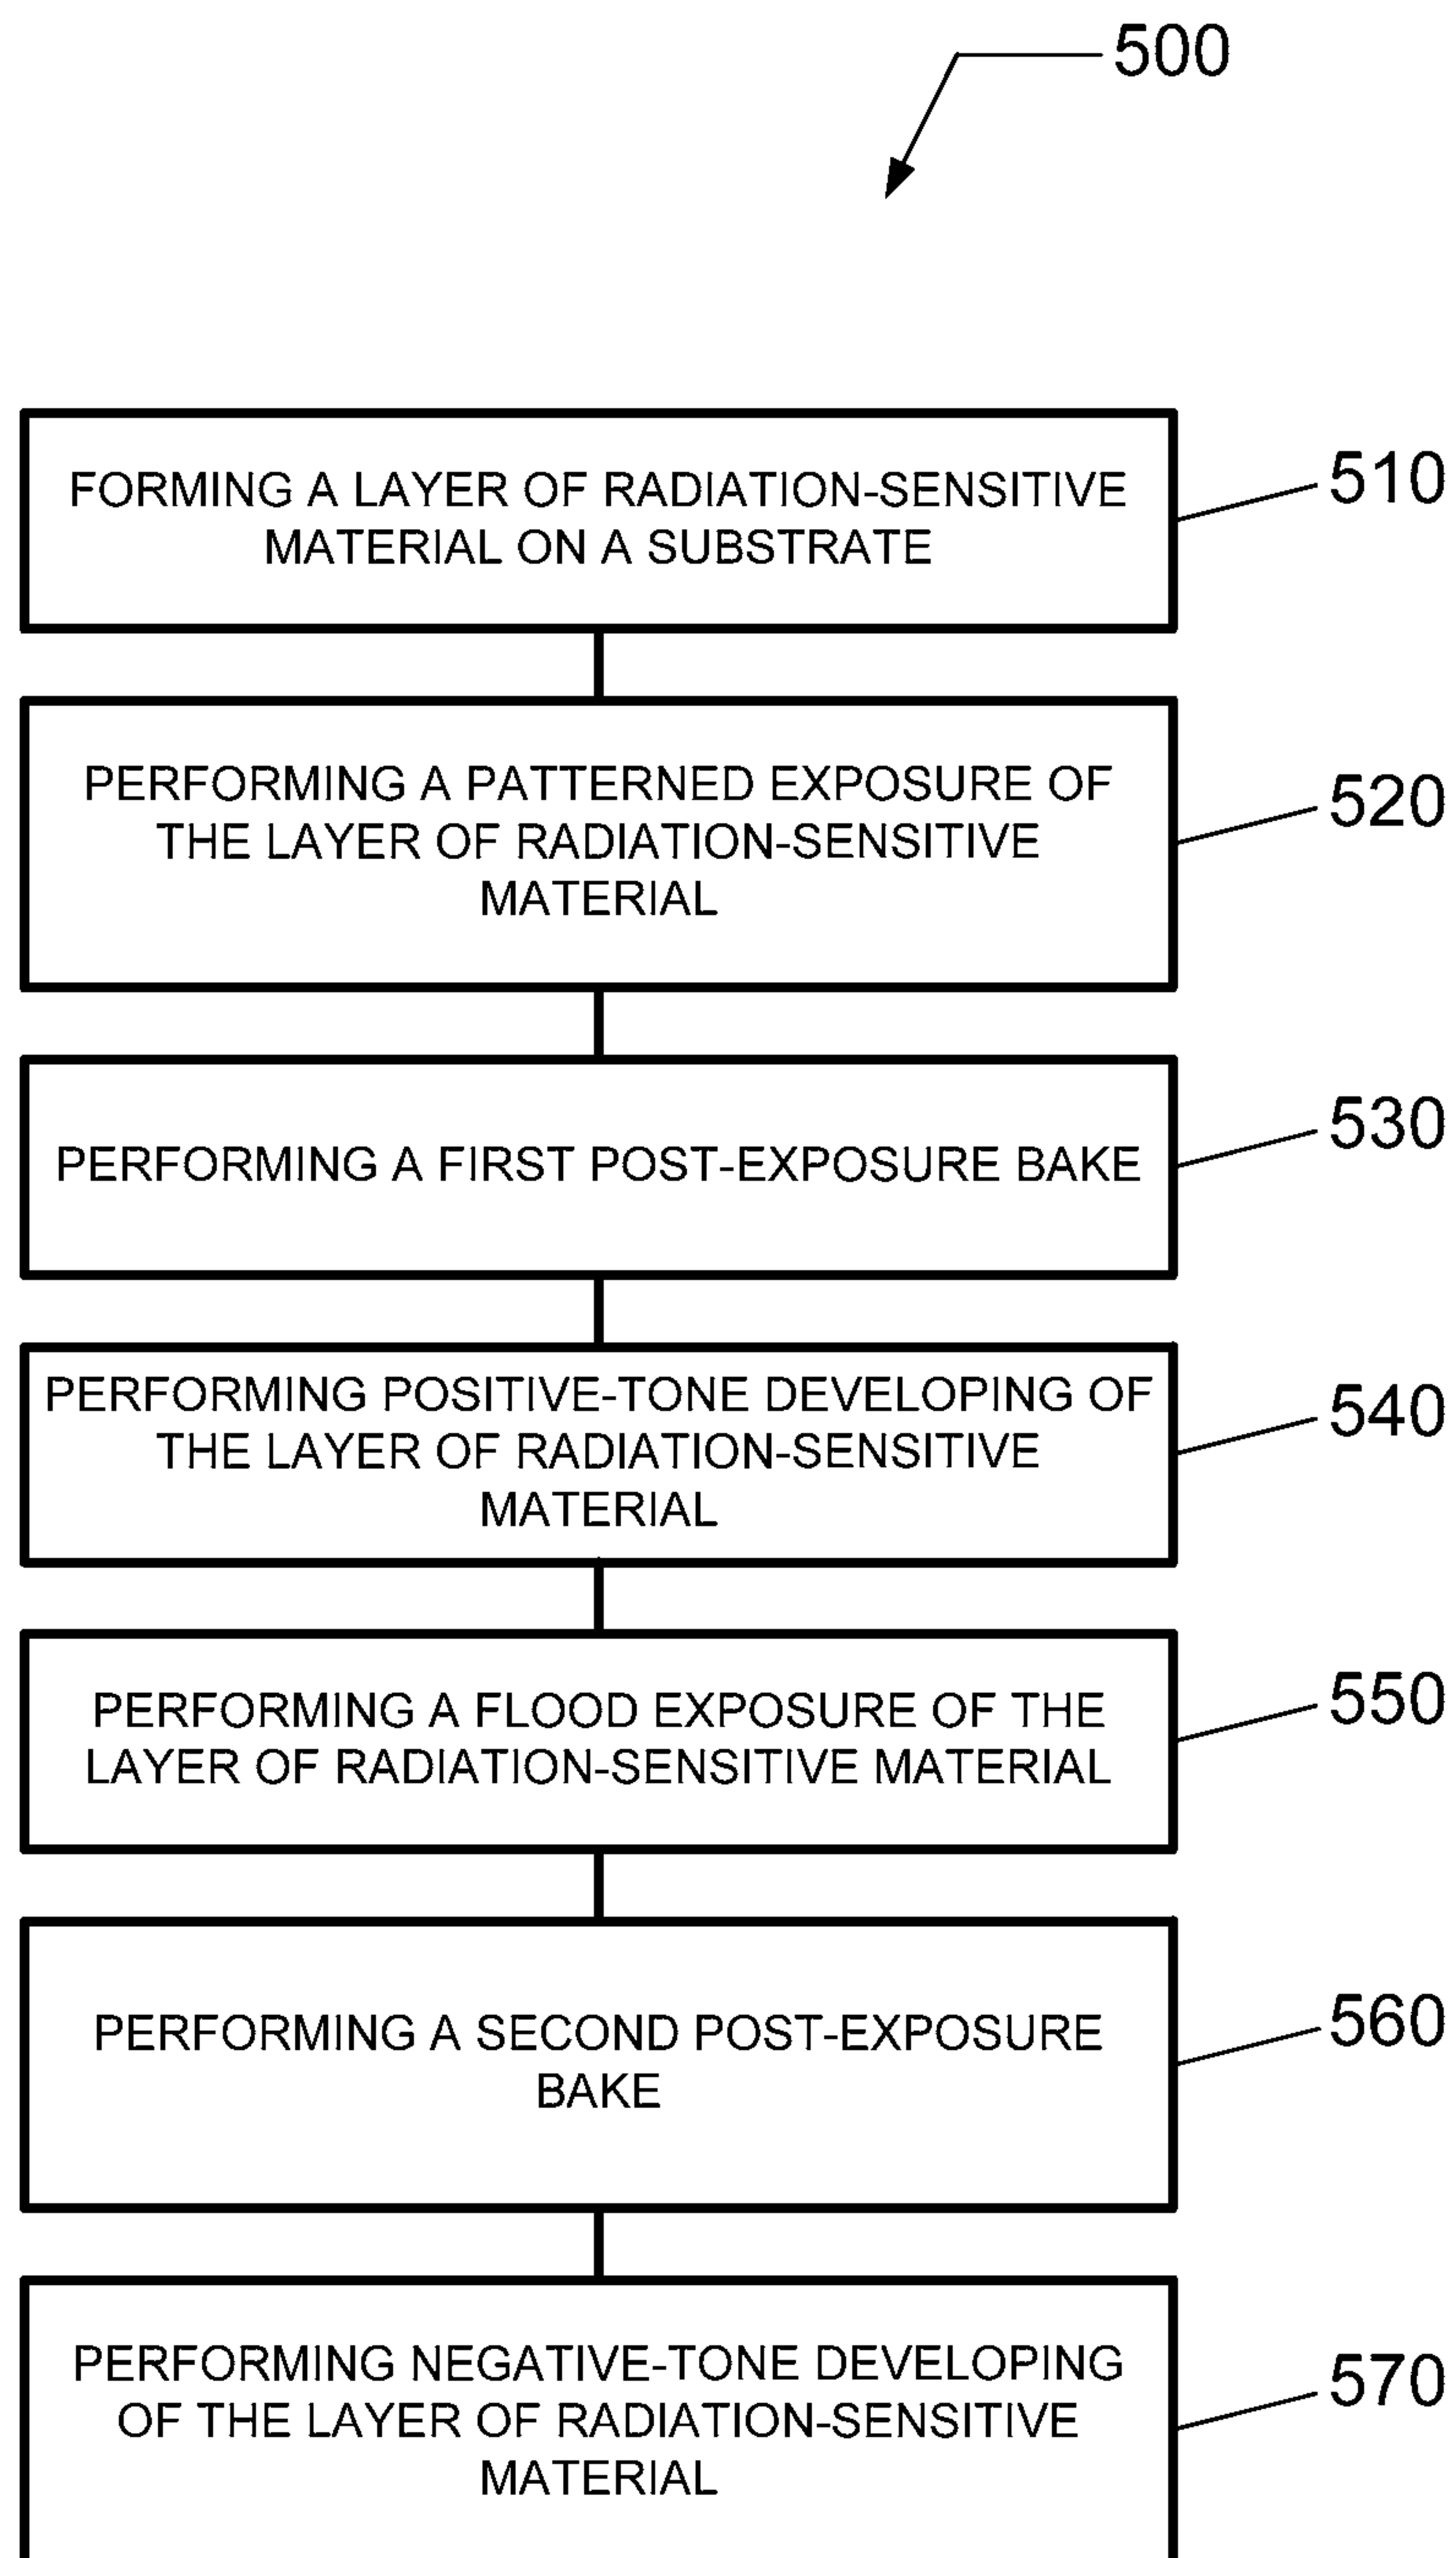 500
FORMING A LAYER OF RADIATION-SENSITIVE
MATERIAL ON A SUBSTRATE
510
PERFORMING A PATTERNED EXPOSURE OF
THE LAYER OF RADIATION-SENSITIVE
MATERIAL
520
PERFORMING A FIRST POST-EXPOSURE BAKE
530
PERFORMING POSITIVE-TONE DEVELOPING OF
THE LAYER OF RADIATION-SENSITIVE
MATERIAL
540
PERFORMING A FLOOD EXPOSURE OF THE
LAYER OF RADIATION-SENSITIVE MATERIAL
550
PERFORMING A SECOND POST-EXPOSURE
BAKE
560
PERFORMING NEGATIVE-TONE DEVELOPING
OF THE LAYER OF RADIATION-SENSITIVE
MATERIAL
570